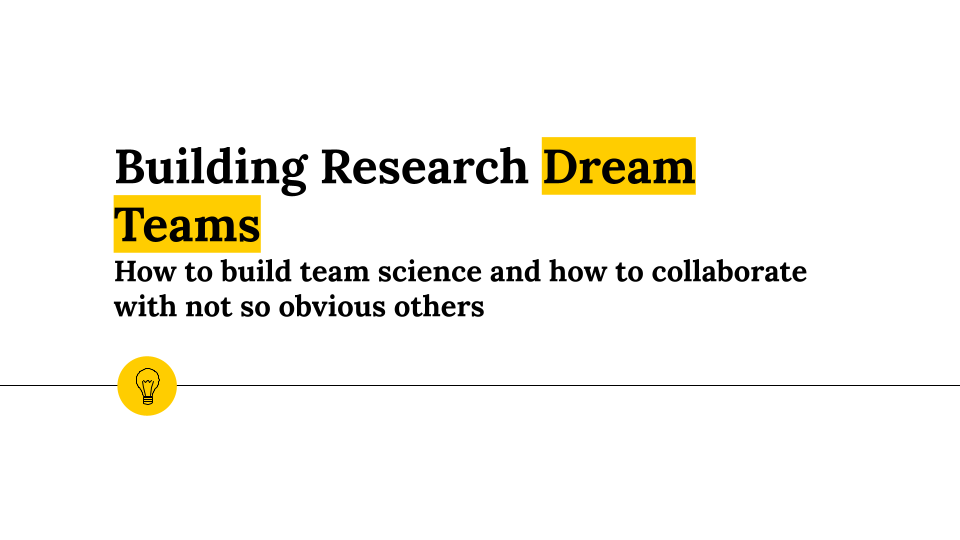 Building Research Dream
Teams
How to build team science and how to collaborate
with not so obvious others